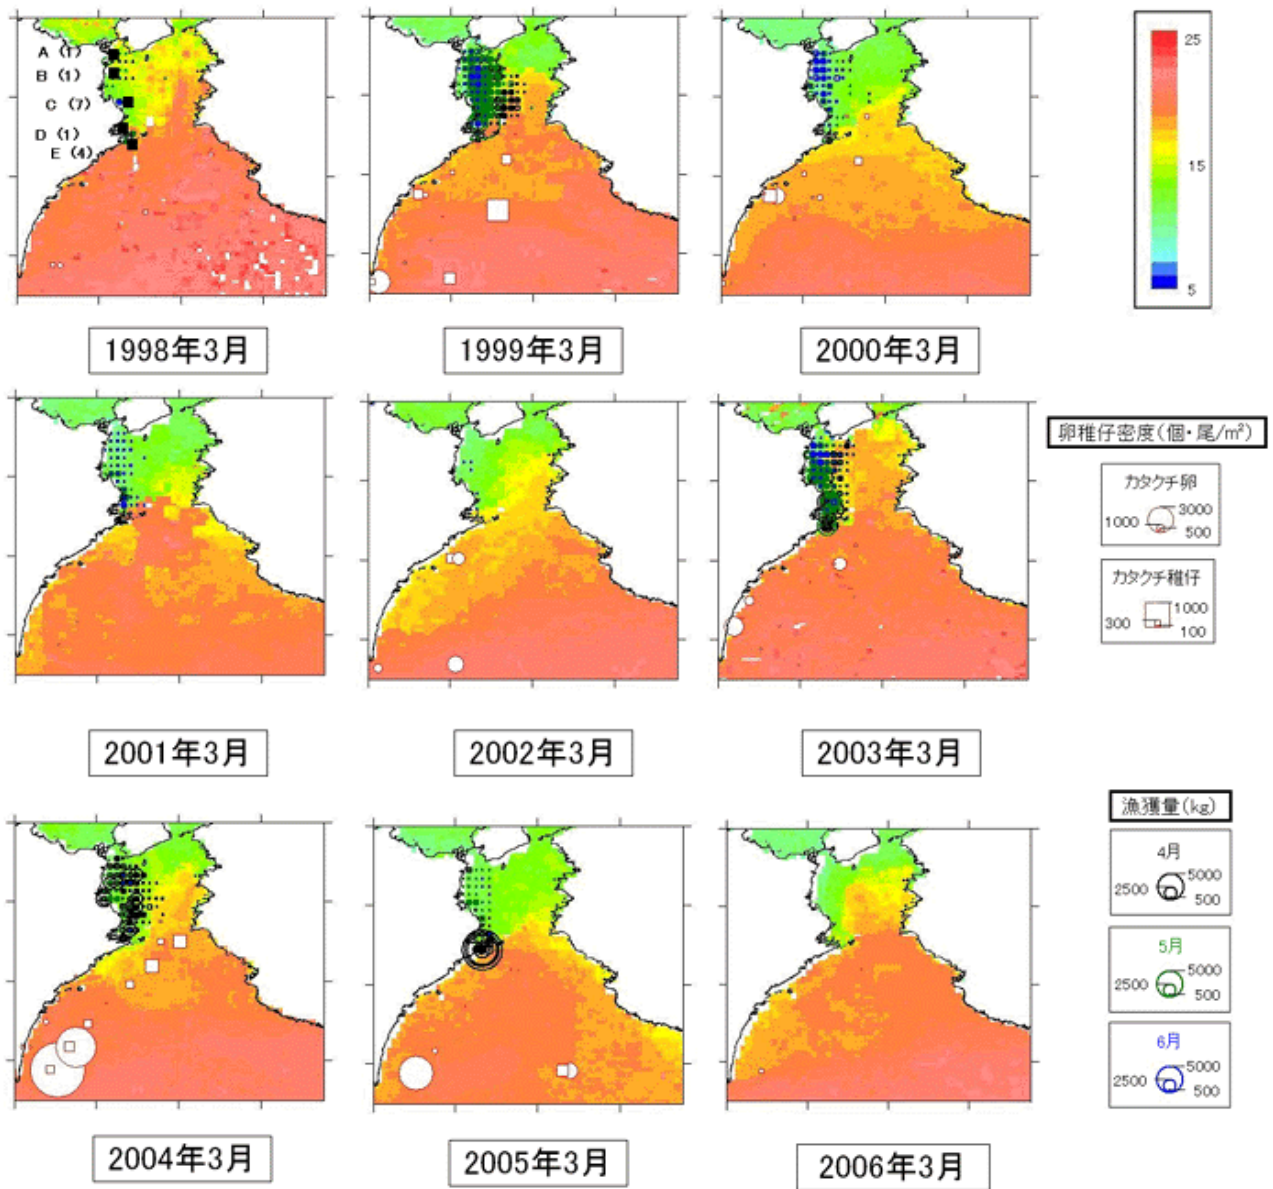 A (1)
B (1)
C (7)
D (1)
E (4)
25
15
5
1998年3月
1999年3月
2000年3月
卵稚仔密度(個・尾/m²)
カタクチ卵
1000
3000
500
カタクチ稚仔
300
1000
100
2001年3月
2002年3月
2003年3月
漁獲量(kg)
4月
2500
5000
500
5月
2500
5000
500
6月
2500
5000
500
2004年3月
2005年3月
2006年3月